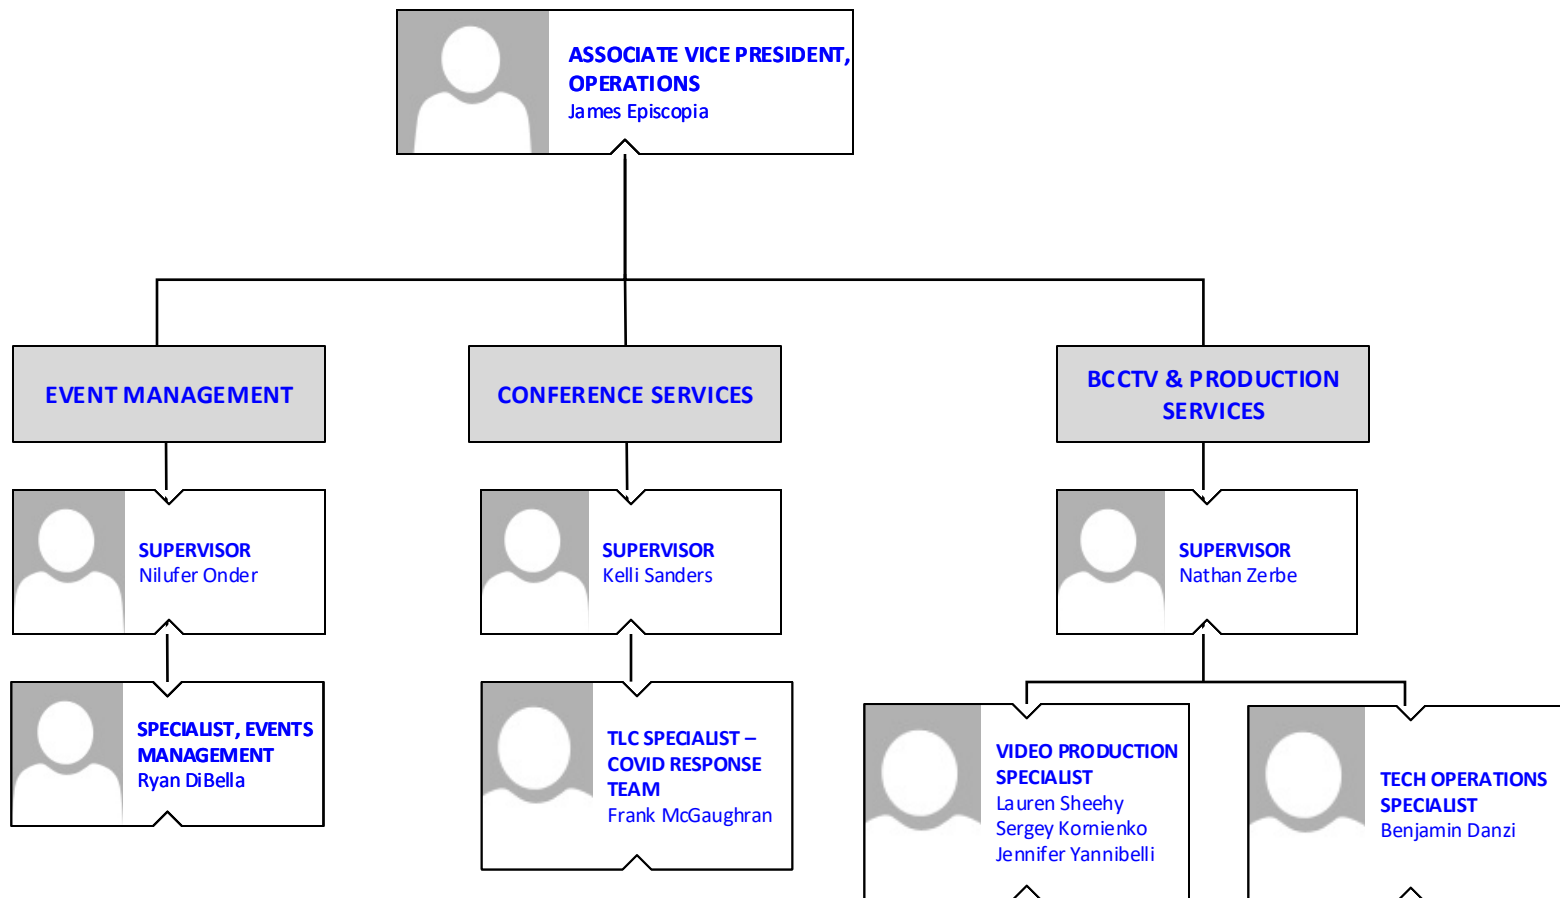 ASSOCIATE VICE PRESIDENT,
OPERATIONS
James Episcopia
EVENT MANAGEMENT
CONFERENCE SERVICES
BCCTV & PRODUCTION
SERVICES
SUPERVISOR
Nilufer Onder
SUPERVISOR
Kelli Sanders
SUPERVISOR
Nathan Zerbe
SPECIALIST, EVENTS
MANAGEMENT
Ryan DiBella
TLC SPECIALIST –
COVID RESPONSE
TEAM
Frank McGaughran
VIDEO PRODUCTION
SPECIALIST
Lauren Sheehy
Sergey Kornienko
Jennifer Yannibelli
TECH OPERATIONS
SPECIALIST
Benjamin Danzi